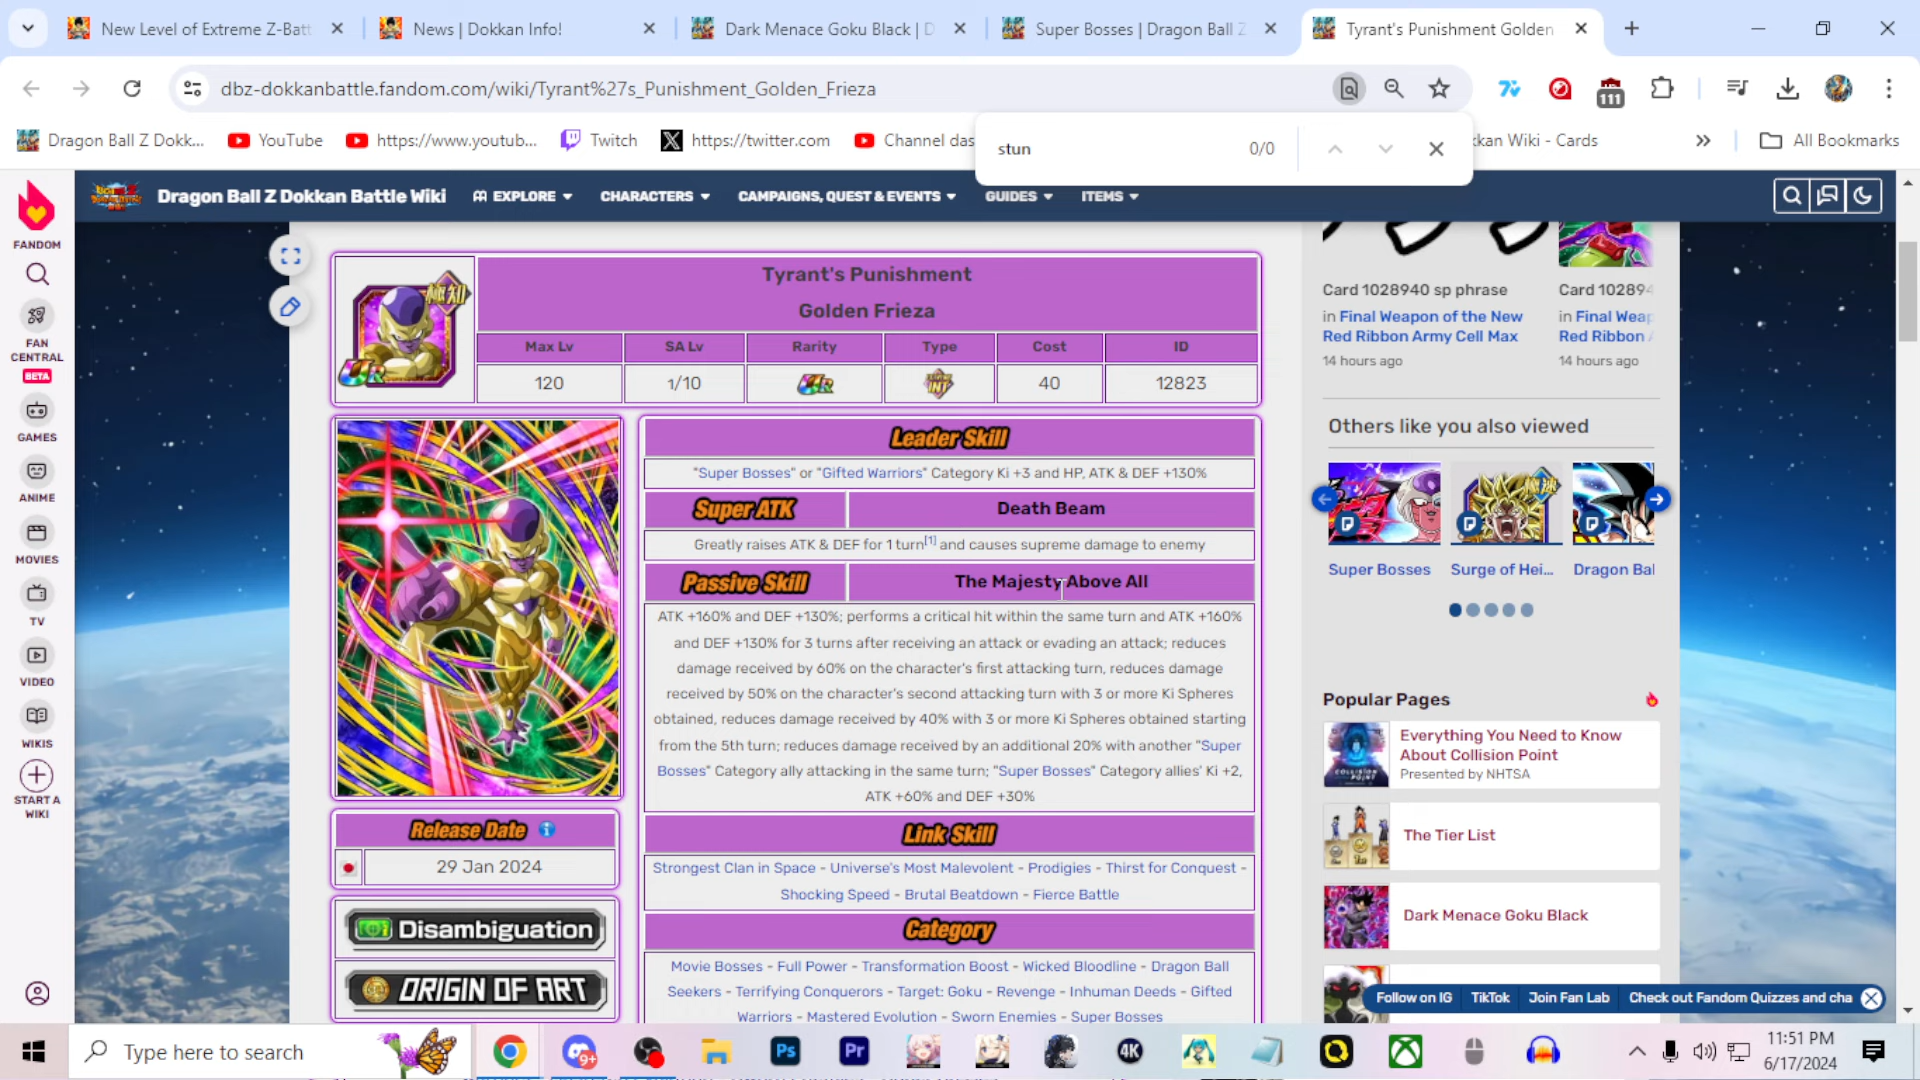 New Level of Extreme Z-Batt
News | Dokkan Info!
Dark Menace Goku Black | D
Super Bosses | Dragon Ball Z
Tyrant's Punishment Golden
dbz-dokkanbattle.fandom.com/wiki/Tyrant%27s_Punishment_Golden_Frieza
111
Dragon Ball Z Dokk...
YouTube
https://www.youtub...
Twitch
https://twitter.com
Channel das
kkan Wiki - Cards
All Bookmarks
stun
0/0
Dragon Ball Z Dokkan Battle Wiki
EXPLORE
CHARACTERS
CAMPAIGNS, QUEST & EVENTS
GUIDES
ITEMS
FANDOM
FAN
CENTRAL
BETA
GAMES
ANIME
MOVIES
TV
VIDEO
WIKIS
START A
WIKI
Tyrant's Punishment
Golden Frieza
極知
UR
Max Lv
SA Lv
Rarity
Type
Cost
ID
120
1/10
UR
INT
40
12823
Leader Skill
"Super Bosses" or "Gifted Warriors" Category Ki +3 and HP, ATK & DEF +130%
Super ATK
Death Beam
Greatly raises ATK & DEF for 1 turn[1] and causes supreme damage to enemy
Passive Skill
The Majesty Above All
ATK +160% and DEF +130%; performs a critical hit within the same turn and ATK +160%
and DEF +130% for 3 turns after receiving an attack or evading an attack; reduces
damage received by 60% on the character's first attacking turn, reduces damage
received by 50% on the character's second attacking turn with 3 or more Ki Spheres
obtained, reduces damage received by 40% with 3 or more Ki Spheres obtained starting
from the 5th turn; reduces damage received by an additional 20% with another "Super
Bosses" Category ally attacking in the same turn; "Super Bosses" Category allies' Ki +2,
ATK +60% and DEF +30%
Link Skill
Strongest Clan in Space - Universe's Most Malevolent - Prodigies - Thirst for Conquest -
Shocking Speed - Brutal Beatdown - Fierce Battle
Category
Movie Bosses - Full Power - Transformation Boost - Wicked Bloodline - Dragon Ball
Seekers - Terrifying Conquerors - Target: Goku - Revenge - Inhuman Deeds - Gifted
Warriors - Mastered Evolution - Sworn Enemies - Super Bosses
Release Date
29 Jan 2024
Disambiguation
ORIGIN OF ART
Card 1028940 sp phrase
in Final Weapon of the New
Red Ribbon Army Cell Max
14 hours ago
Card 102894
in Final Weap
Red Ribbon A
14 hours ago
Others like you also viewed
Super Bosses
Surge of Hei...
Dragon Bal
Popular Pages
Everything You Need to Know
About Collision Point
Presented by NHTSA
The Tier List
Dark Menace Goku Black
Follow on IG
TikTok
Join Fan Lab
Check out Fandom Quizzes and cha
Type here to search
9+
Ps
Pr
4K
11:51 PM
6/17/2024